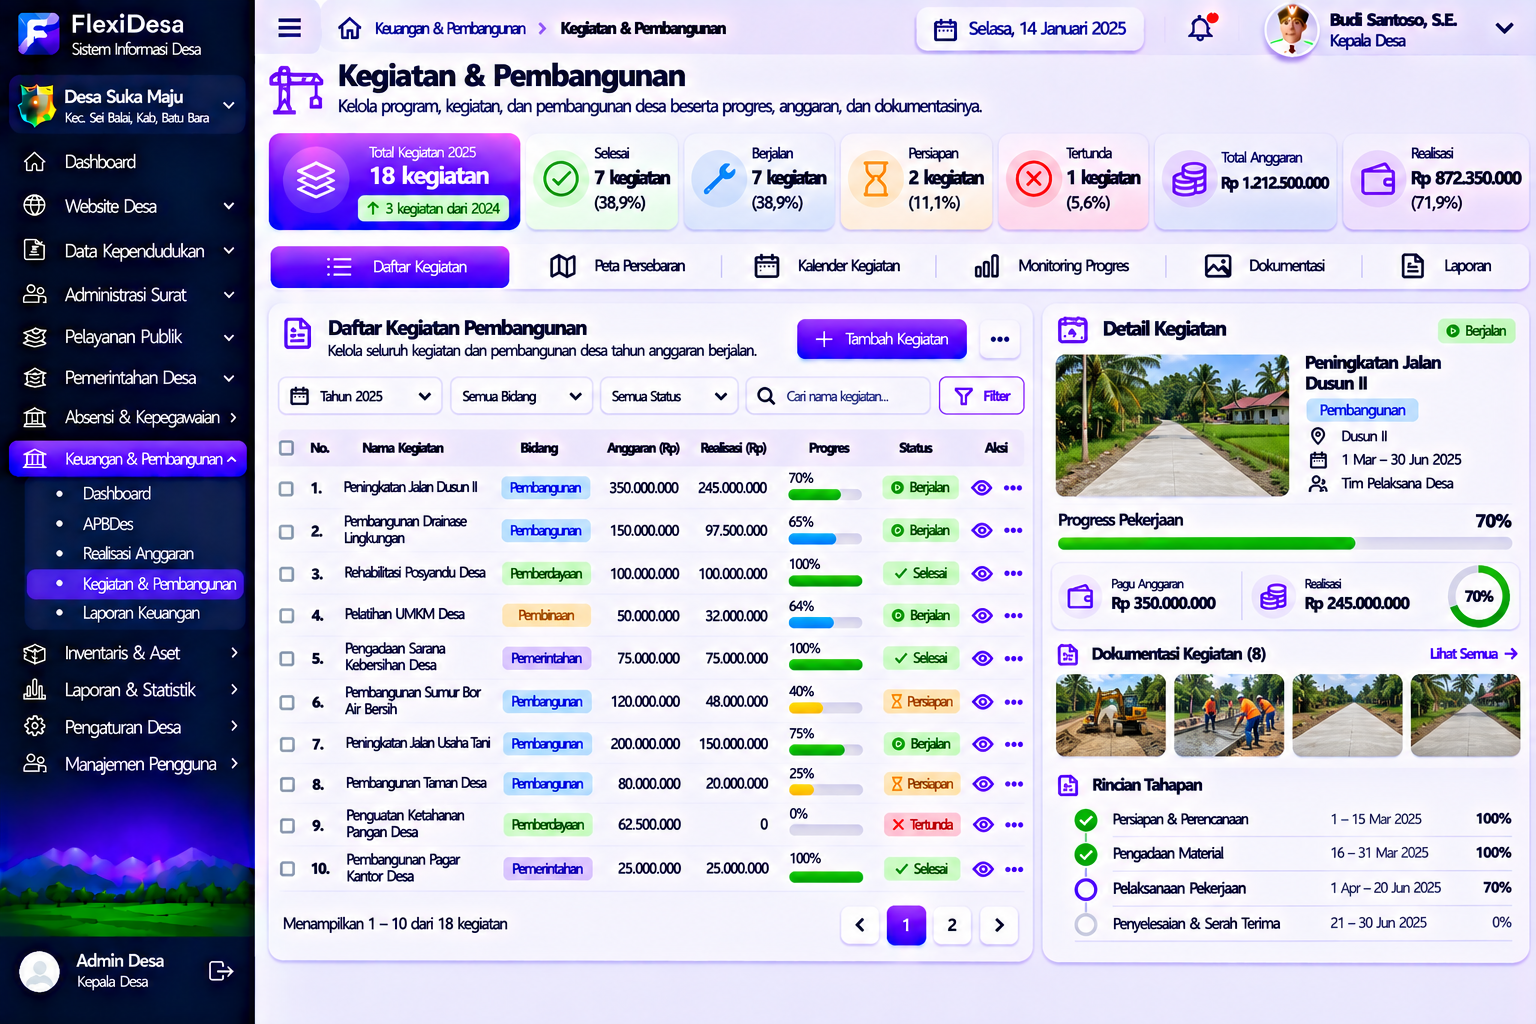 FlexiDesa
Sistem Informasi Desa
Desa Suka Maju
Kec. Sei Balai, Kab, Batu Bara
Dashboard
Website Desa
Data Kependudukan
Administrasi Surat
Pelayanan Publik
Pemerintahan Desa
Absensi & Kepegawaian
Keuangan & Pembangunan
Dashboard
APBDes
Realisasi Anggaran
Kegiatan & Pembangunan
Laporan Keuangan
Inventaris & Aset
Laporan & Statistik
Pengaturan Desa
Manajemen Pengguna
Admin Desa
Kepala Desa
Keuangan & Pembangunan > Kegiatan & Pembangunan
Selasa, 14 Januari 2025
Budi Santoso, S.E.
Kepala Desa
Kegiatan & Pembangunan
Kelola program, kegiatan, dan pembangunan desa beserta progres, anggaran, dan dokumentasinya.
Total Kegiatan 2025
18 kegiatan
↑ 3 kegiatan dari 2024
Selesai
7 kegiatan
(38,9%)
Berjalan
7 kegiatan
(38,9%)
Persiapan
2 kegiatan
(11,1%)
Tertunda
1 kegiatan
(5,6%)
Total Anggaran
Rp 1.212.500.000
Realisasi
Rp 872.350.000
(71,9%)
Daftar Kegiatan
Peta Persebaran
Kalender Kegiatan
Monitoring Progres
Dokumentasi
Laporan
Daftar Kegiatan Pembangunan
Kelola seluruh kegiatan dan pembangunan desa tahun anggaran berjalan.
+ Tambah Kegiatan
Tahun 2025
Semua Bidang
Semua Status
Cari nama kegiatan...
Filter
No. Nama Kegiatan Bidang Anggaran (Rp) Realisasi (Rp) Progres Status Aksi
1. Peningkatan Jalan Dusun II Pembangunan 350.000.000 245.000.000 70% Berjalan
2. Pembangunan Drainase Lingkungan Pembangunan 150.000.000 97.500.000 65% Berjalan
3. Rehabilitasi Posyandu Desa Pemberdayaan 100.000.000 100.000.000 100% Selesai
4. Pelatihan UMKM Desa Pembinaan 50.000.000 32.000.000 64% Berjalan
5. Pengadaan Sarana Kebersihan Desa Pemerintahan 75.000.000 75.000.000 100% Selesai
6. Pembangunan Sumur Bor Air Bersih Pembangunan 120.000.000 48.000.000 40% Persiapan
7. Peningkatan Jalan Usaha Tani Pembangunan 200.000.000 150.000.000 75% Berjalan
8. Pembangunan Taman Desa Pembangunan 80.000.000 20.000.000 25% Persiapan
9. Penguatan Ketahanan Pangan Desa Pemberdayaan 62.500.000 0 0% Tertunda
10. Pembangunan Pagar Kantor Desa Pemerintahan 25.000.000 25.000.000 100% Selesai
Menampilkan 1 – 10 dari 18 kegiatan
1
2
Detail Kegiatan
Berjalan
Peningkatan Jalan
Dusun II
Pembangunan
Dusun II
1 Mar – 30 Jun 2025
Tim Pelaksana Desa
Progress Pekerjaan 70%
Pagu Anggaran
Rp 350.000.000
Realisasi
Rp 245.000.000
70%
Dokumentasi Kegiatan (8)
Lihat Semua →
Rincian Tahapan
Persiapan & Perencanaan 1 – 15 Mar 2025 100%
Pengadaan Material 16 – 31 Mar 2025 100%
Pelaksanaan Pekerjaan 1 Apr – 20 Jun 2025 70%
Penyelesaian & Serah Terima 21 – 30 Jun 2025 0%